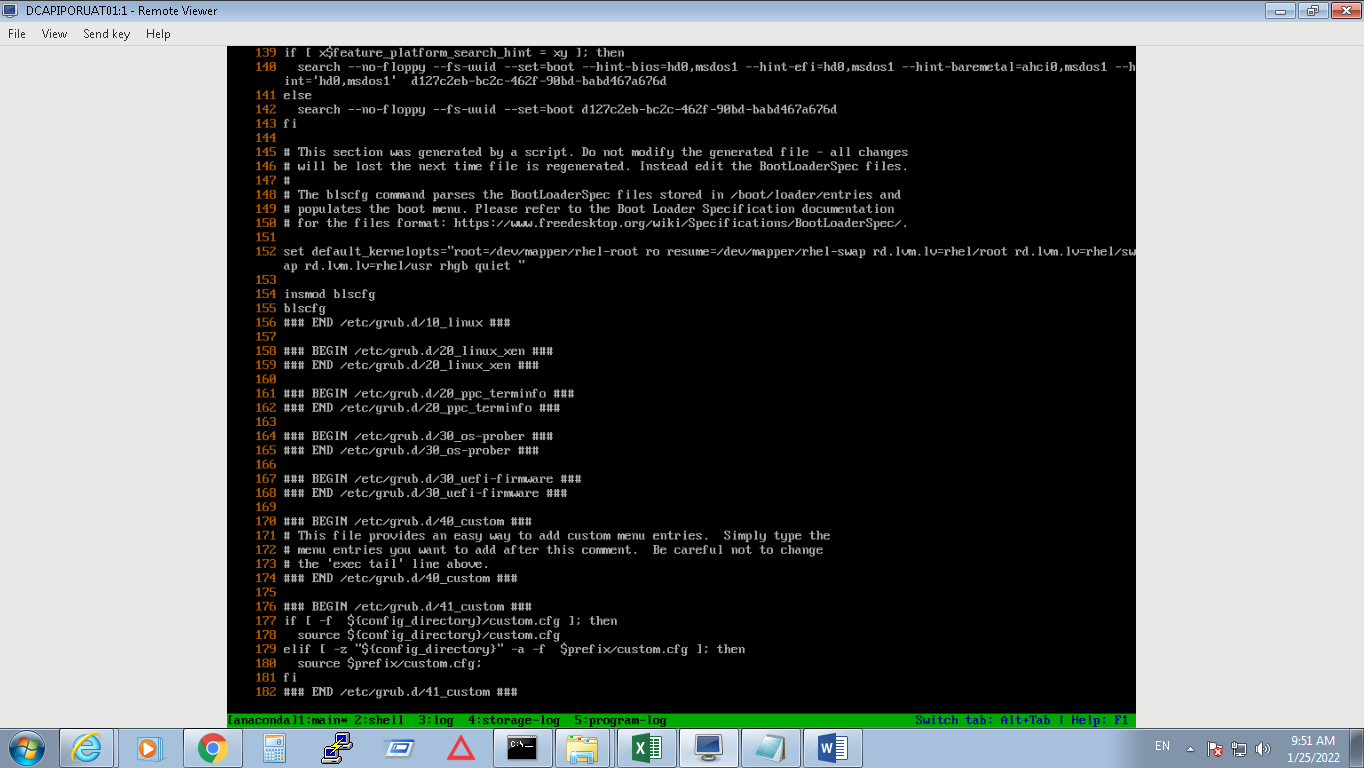 DCAPIPORUAT01:1 - Remote Viewer
File View Send key Help
139 if [ x$feature_platform_search_hint = xy ]; then
140   search --no-floppy --fs-uuid --set=boot --hint-bios=hd0,msdos1 --hint-efi=hd0,msdos1 --hint-baremetal=ahci0,msdos1 --h
int='hd0,msdos1'  d127c2eb-bc2c-462f-90bd-babd467a676d
141 else
142   search --no-floppy --fs-uuid --set=boot d127c2eb-bc2c-462f-90bd-babd467a676d
143 fi
144
145 # This section was generated by a script. Do not modify the generated file - all changes
146 # will be lost the next time file is regenerated. Instead edit the BootLoaderSpec files.
147 #
148 # The blscfg command parses the BootLoaderSpec files stored in /boot/loader/entries and
149 # populates the boot menu. Please refer to the Boot Loader Specification documentation
150 # for the files format: https://www.freedesktop.org/wiki/Specifications/BootLoaderSpec/.
151
152 set default_kernelopts="root=/dev/mapper/rhel-root ro resume=/dev/mapper/rhel-swap rd.lvm.lv=rhel/root rd.lvm.lv=rhel/sw
ap rd.lvm.lv=rhel/usr rhgb quiet "
153
154 insmod blscfg
155 blscfg
156 ### END /etc/grub.d/10_linux ###
157
158 ### BEGIN /etc/grub.d/20_linux_xen ###
159 ### END /etc/grub.d/20_linux_xen ###
160
161 ### BEGIN /etc/grub.d/20_ppc_terminfo ###
162 ### END /etc/grub.d/20_ppc_terminfo ###
163
164 ### BEGIN /etc/grub.d/30_os-prober ###
165 ### END /etc/grub.d/30_os-prober ###
166
167 ### BEGIN /etc/grub.d/30_uefi-firmware ###
168 ### END /etc/grub.d/30_uefi-firmware ###
169
170 ### BEGIN /etc/grub.d/40_custom ###
171 # This file provides an easy way to add custom menu entries.  Simply type the
172 # menu entries you want to add after this comment.  Be careful not to change
173 # the 'exec tail' line above.
174 ### END /etc/grub.d/40_custom ###
175
176 ### BEGIN /etc/grub.d/41_custom ###
177 if [ -f  ${config_directory}/custom.cfg ]; then
178   source ${config_directory}/custom.cfg
179 elif [ -z "${config_directory}" -a -f  $prefix/custom.cfg ]; then
180   source $prefix/custom.cfg;
181 fi
182 ### END /etc/grub.d/41_custom ###
[anaconda]1:main* 2:shell  3:log  4:storage-log  5:program-log Switch tab: Alt+Tab | Help: F1
EN 9:51 AM
1/25/2022